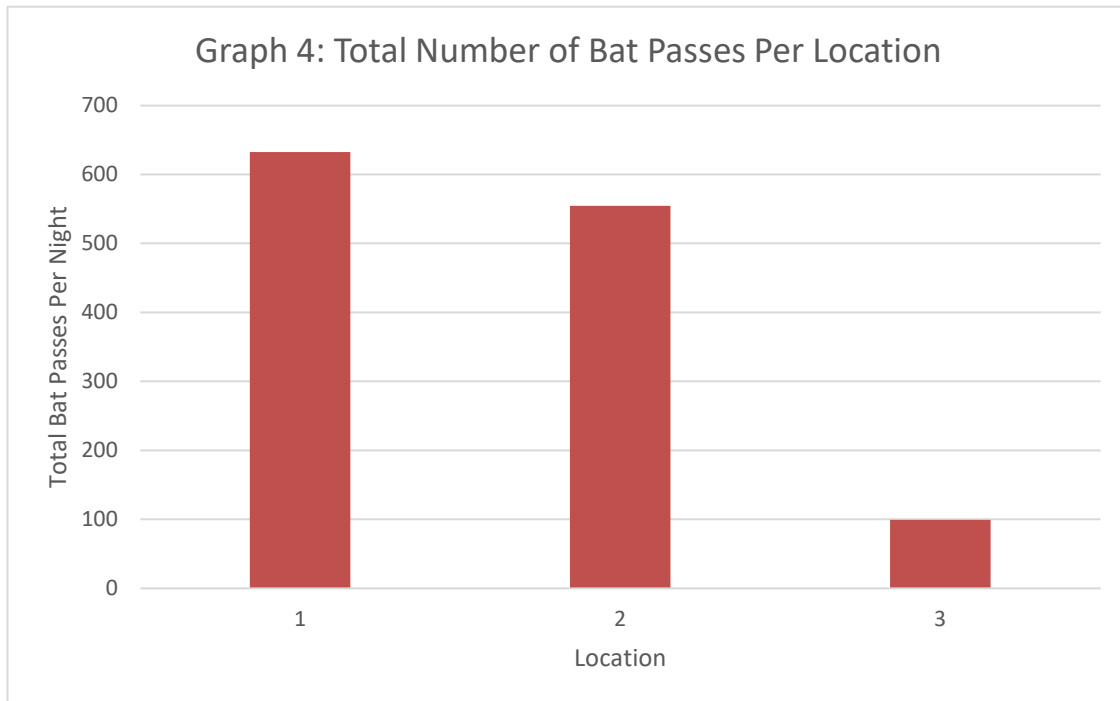 Graph 4: Total Number of Bat Passes Per Location
Total Bat Passes Per Night
700
600
500
400
300
200
100
0
1 2 3
Location